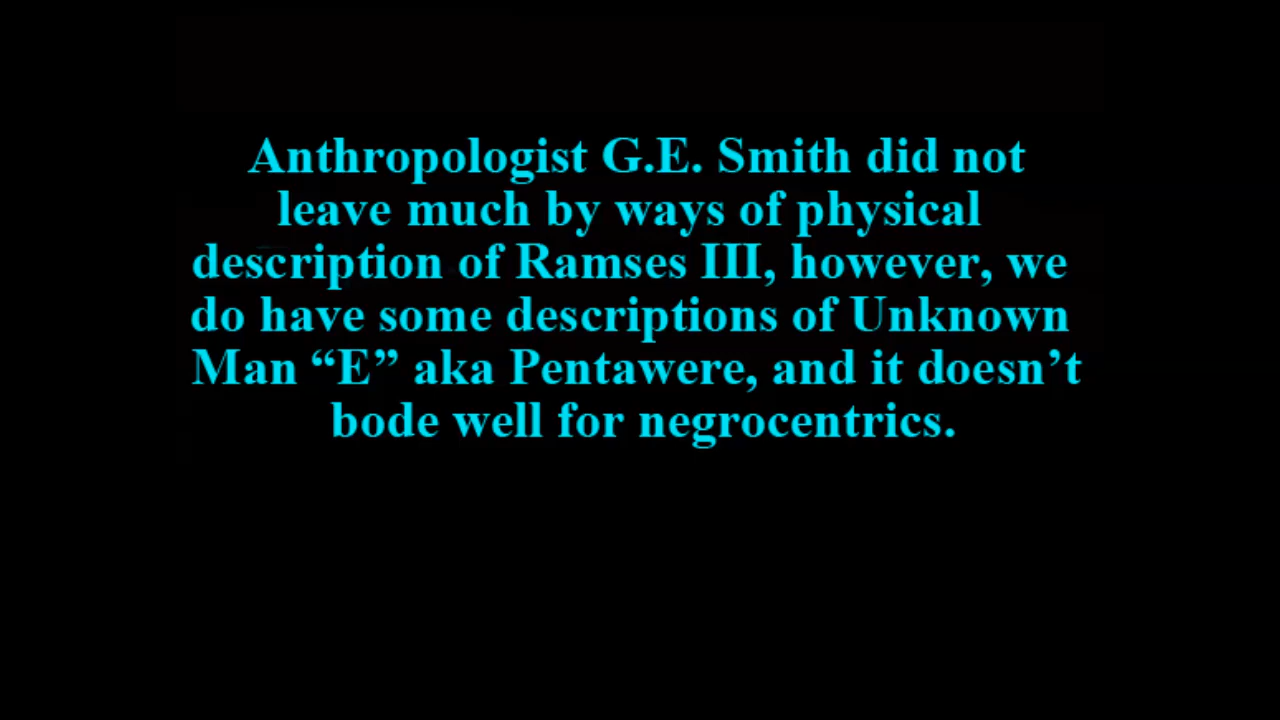 Anthropologist G.E. Smith did not
leave much by ways of physical
description of Ramses III, however, we
do have some descriptions of Unknown
Man “E” aka Pentawere, and it doesn’t
bode well for negrocentrics.